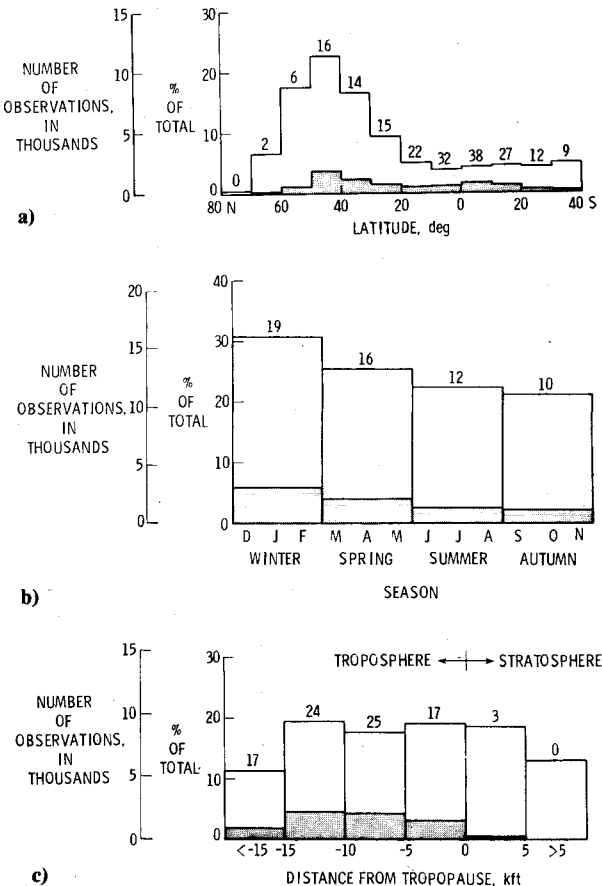 15
10
5
0
NUMBER
OF
OBSERVATIONS,
IN
THOUSANDS
%
OF
TOTAL
30
20
10
0
0 2 6 16 14 15 22 32 38 27 12 9
80 N 60 40 20 0 20 40 S
LATITUDE, deg
a)
20
15
10
5
0
NUMBER
OF
OBSERVATIONS,
IN
THOUSANDS
%
OF
TOTAL
40
30
20
10
0
19 16 12 10
D J F M A M J J A S O N
WINTER SPRING SUMMER AUTUMN
SEASON
b)
15
10
5
0
NUMBER
OF
OBSERVATIONS,
IN
THOUSANDS
%
OF
TOTAL
30
20
10
0
TROPOSPHERE STRATOSPHERE
17 24 25 17 3 0
<-15 -15 -10 -5 0 5 >5
DISTANCE FROM TROPOPAUSE, kft
c)